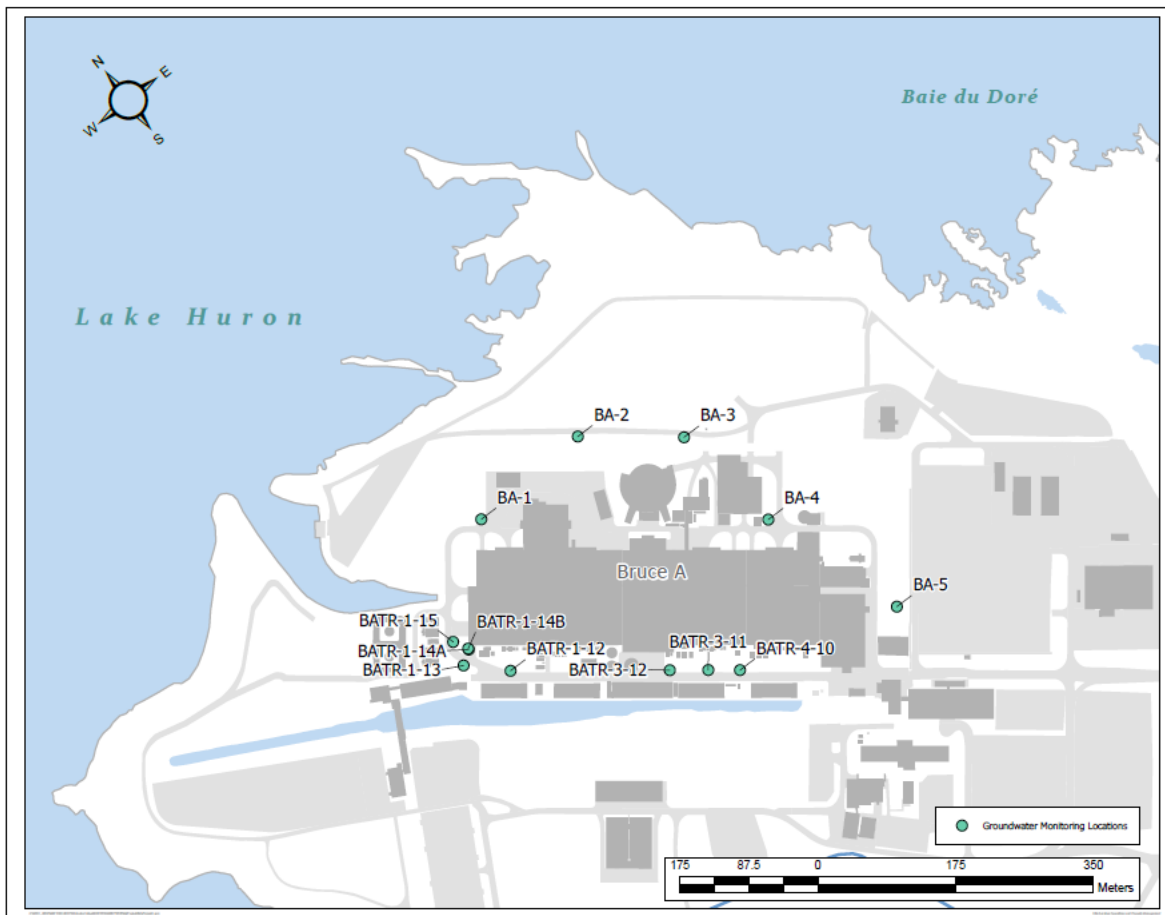 N
E
W
S
Baie du Doré
Lake Huron
BA-2
BA-3
BA-1
BA-4
Bruce A
BA-5
BATR-1-15
BATR-1-14B
BATR-1-14A
BATR-1-12
BATR-3-11
BATR-4-10
BATR-1-13
BATR-3-12
Groundwater Monitoring Locations
175 87.5 0 175 350
Meters